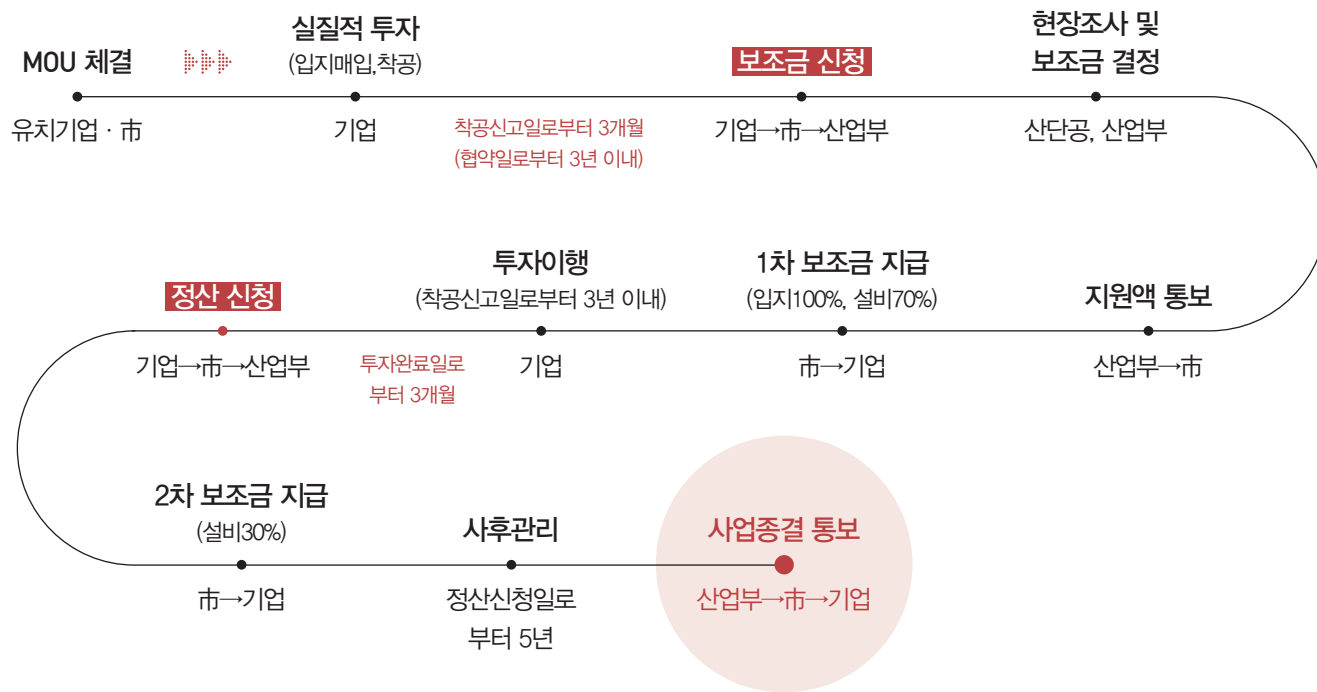 MOU 체결
유치기업 · 市
실질적 투자
(입지매입,착공)
기업
착공신고일로부터 3개월
(협약일로부터 3년 이내)
보조금 신청
기업→市→산업부
현장조사 및
보조금 결정
산단공, 산업부
지원액 통보
산업부→市
1차 보조금 지급
(입지100%, 설비70%)
市→기업
투자이행
(착공신고일로부터 3년 이내)
기업
투자완료일로
부터 3개월
정산 신청
기업→市→산업부
2차 보조금 지급
(설비30%)
市→기업
사후관리
정산신청일로
부터 5년
사업종결 통보
산업부→市→기업